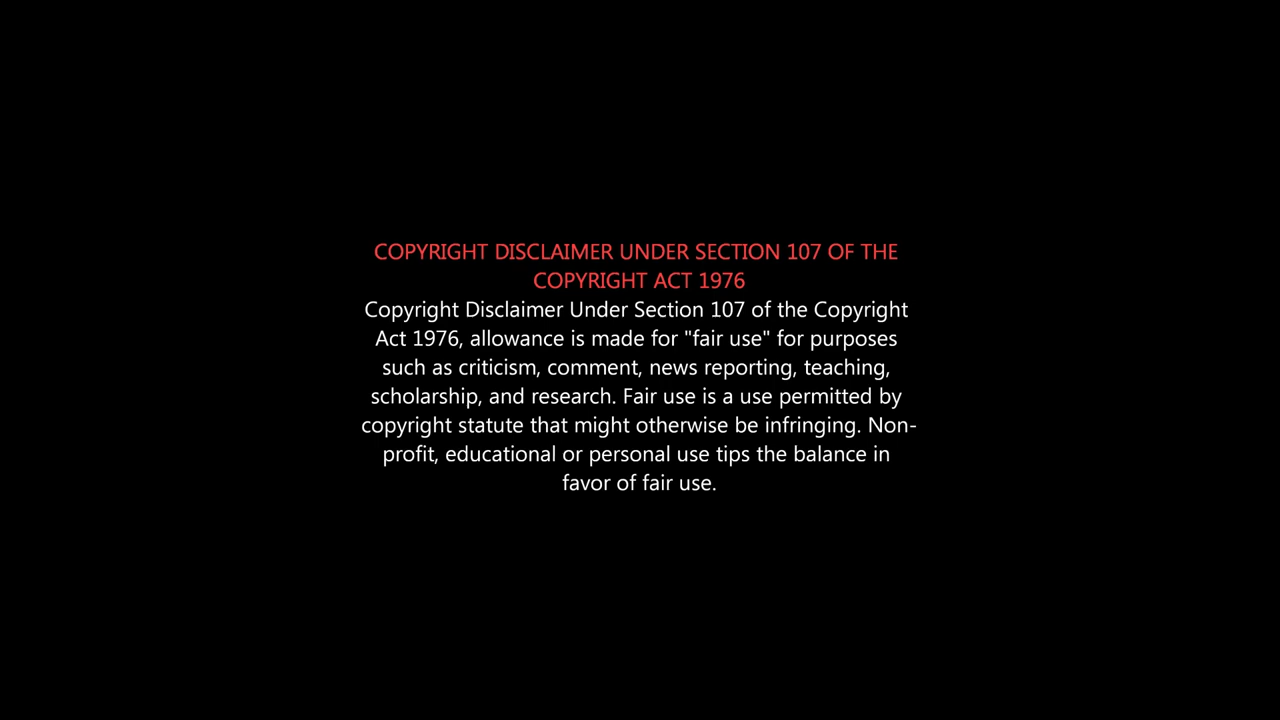 COPYRIGHT DISCLAIMER UNDER SECTION 107 OF THE
COPYRIGHT ACT 1976
Copyright Disclaimer Under Section 107 of the Copyright
Act 1976, allowance is made for "fair use" for purposes
such as criticism, comment, news reporting, teaching,
scholarship, and research. Fair use is a use permitted by
copyright statute that might otherwise be infringing. Non-
profit, educational or personal use tips the balance in
favor of fair use.